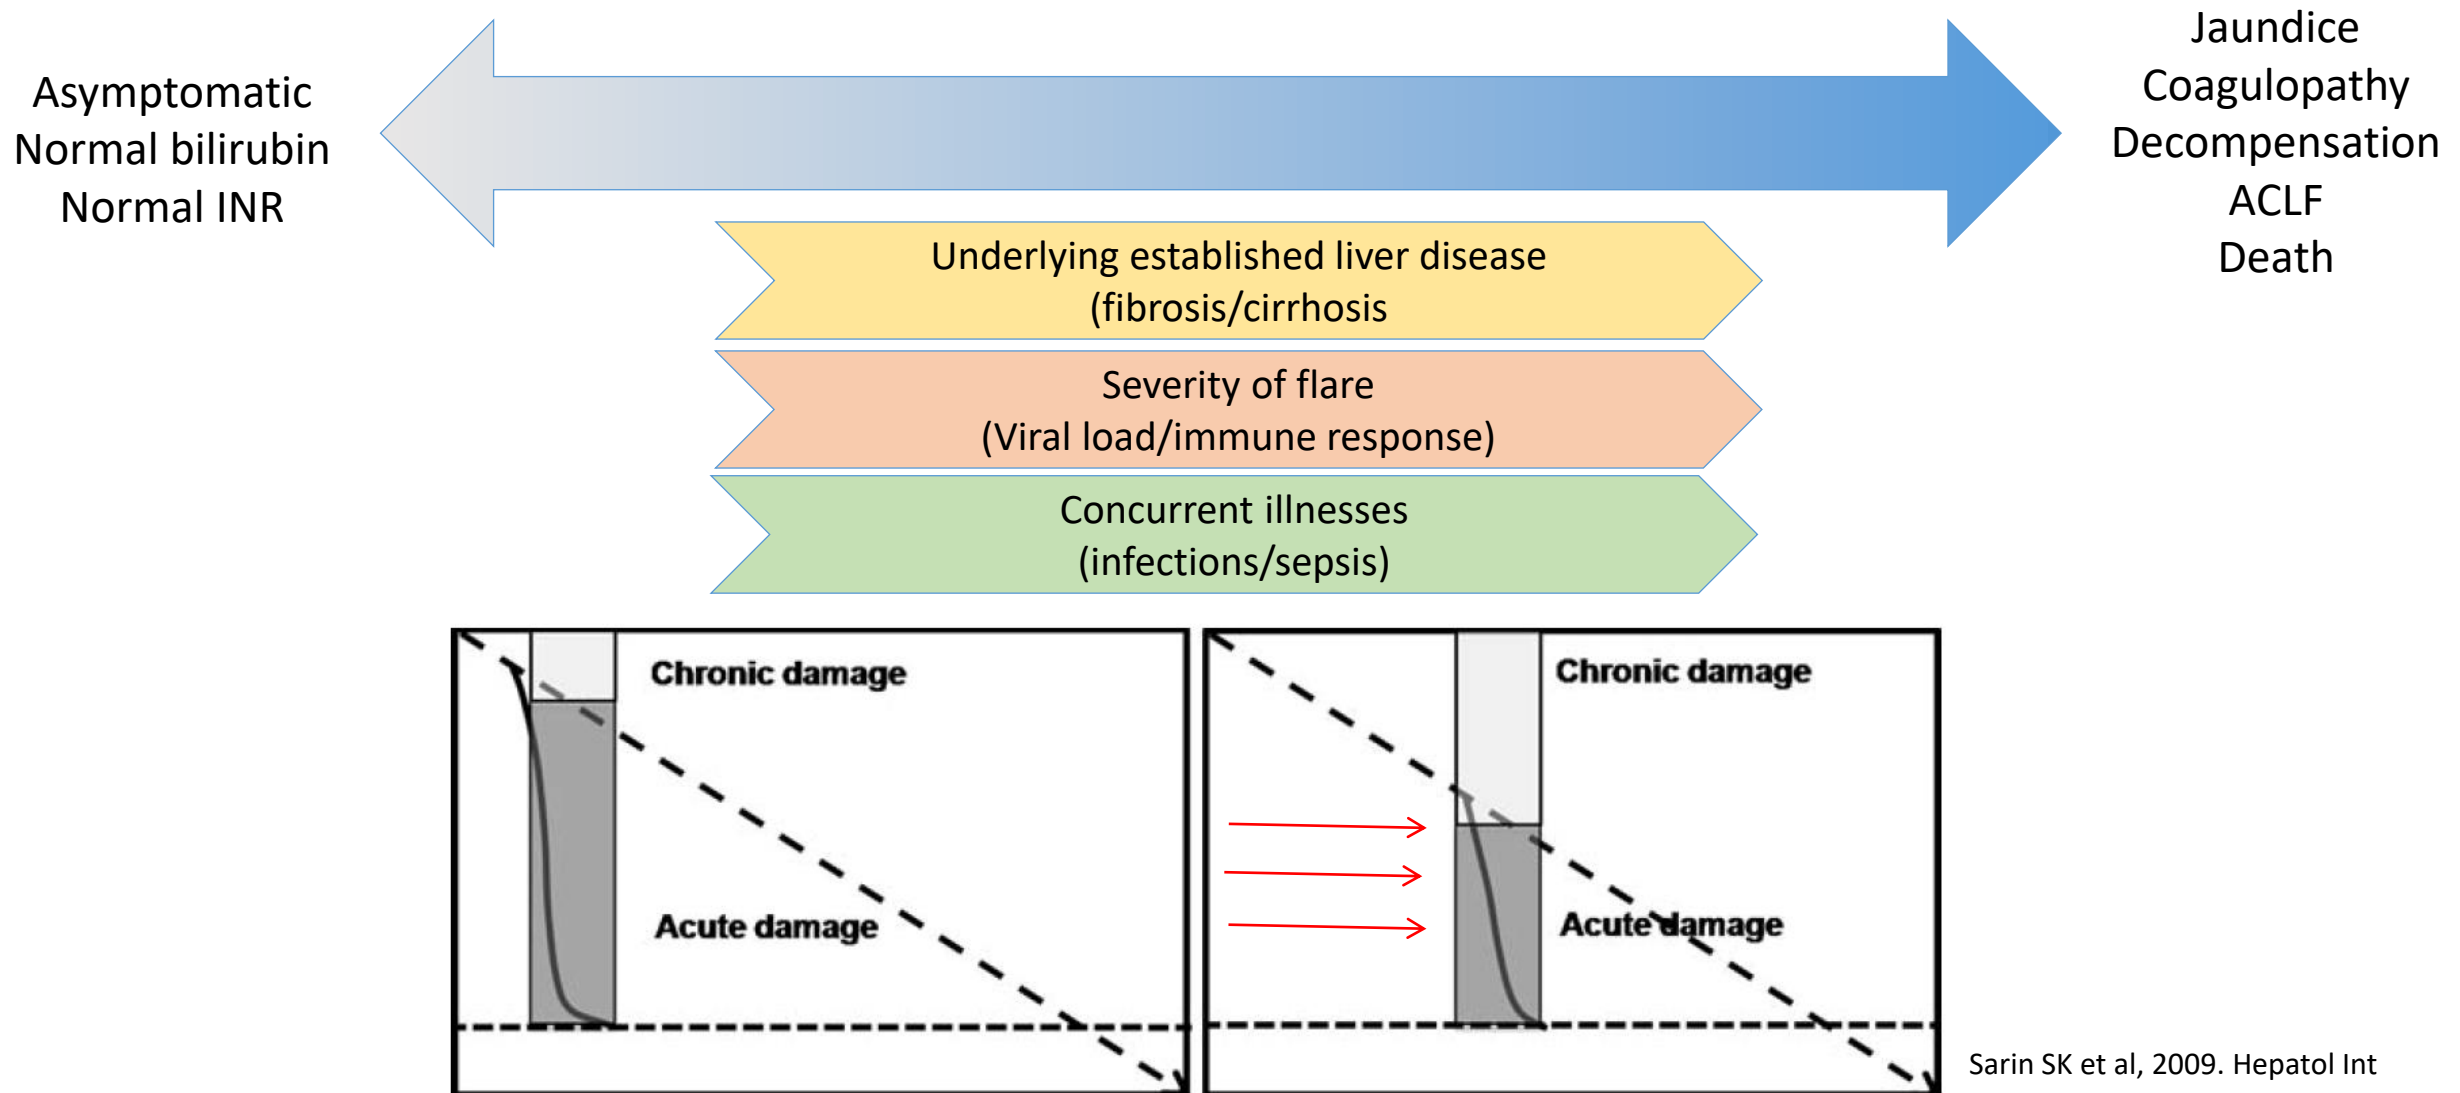 Asymptomatic
Normal bilirubin
Normal INR
Jaundice
Coagulopathy
Decompensation
ACLF
Death
Underlying established liver disease
(fibrosis/cirrhosis
Severity of flare
(Viral load/immune response)
Concurrent illnesses
(infections/sepsis)
Chronic damage
Acute damage
Chronic damage
Acute damage
Sarin SK et al, 2009. Hepatol Int